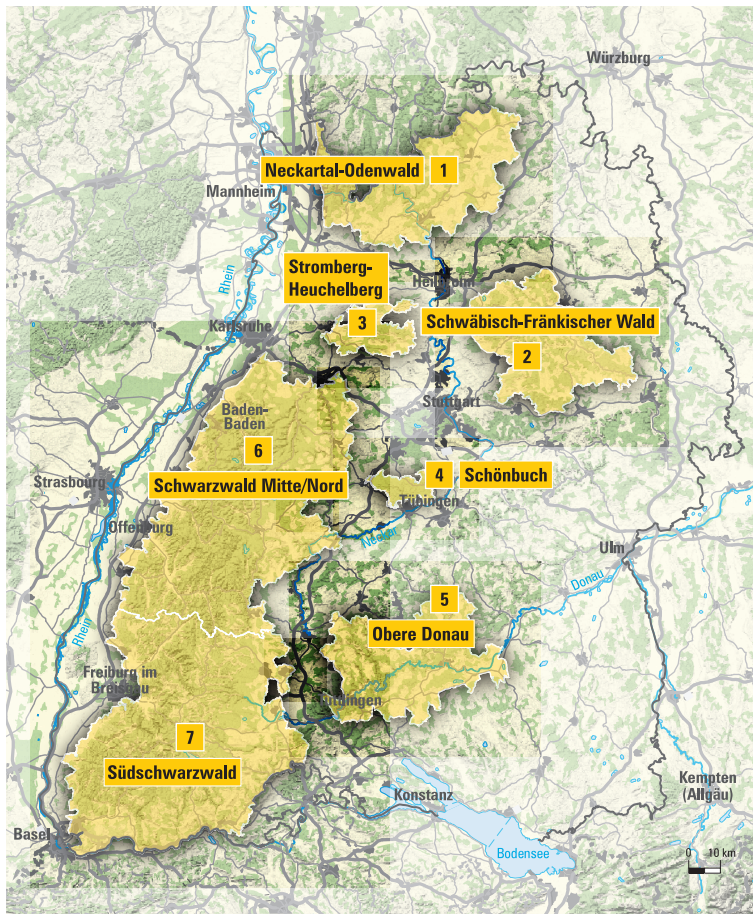 Würzburg
Neckartal-Odenwald
1
Mannheim
Rhein
Stromberg-
Heuchelberg
Heilbronn
3
Karlsruhe
Schwäbisch-Fränkischer Wald
2
Baden-
Baden
Stuttgart
6
Schwarzwald Mitte/Nord
4
Schönbuch
Strasbourg
Tübingen
Offenburg
Neckar
Ulm
Donau
5
Obere Donau
Rhein
Freiburg im
Breisgau
Tuttlingen
7
Südschwarzwald
Konstanz
Kempten
(Allgäu)
Basel
Bodensee
0 10 km